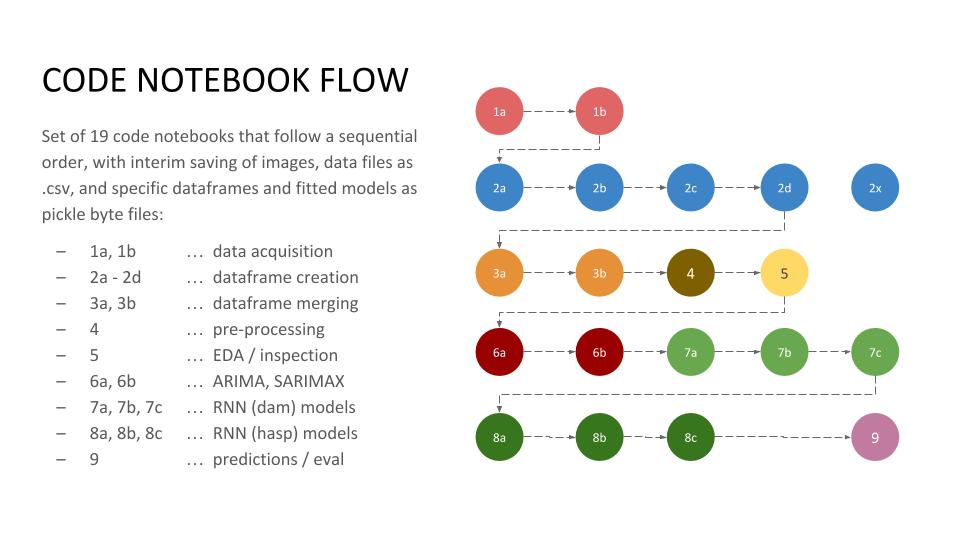 CODE NOTEBOOK FLOW
Set of 19 code notebooks that follow a sequential
order, with interim saving of images, data files as
.csv, and specific dataframes and fitted models as
pickle byte files:
– 1a, 1b … data acquisition
– 2a - 2d … dataframe creation
– 3a, 3b … dataframe merging
– 4 … pre-processing
– 5 … EDA / inspection
– 6a, 6b … ARIMA, SARIMAX
– 7a, 7b, 7c … RNN (dam) models
– 8a, 8b, 8c … RNN (hasp) models
– 9 … predictions / eval
1a 1b
2a 2b 2c 2d 2x
3a 3b 4 5
6a 6b 7a 7b 7c
8a 8b 8c 9